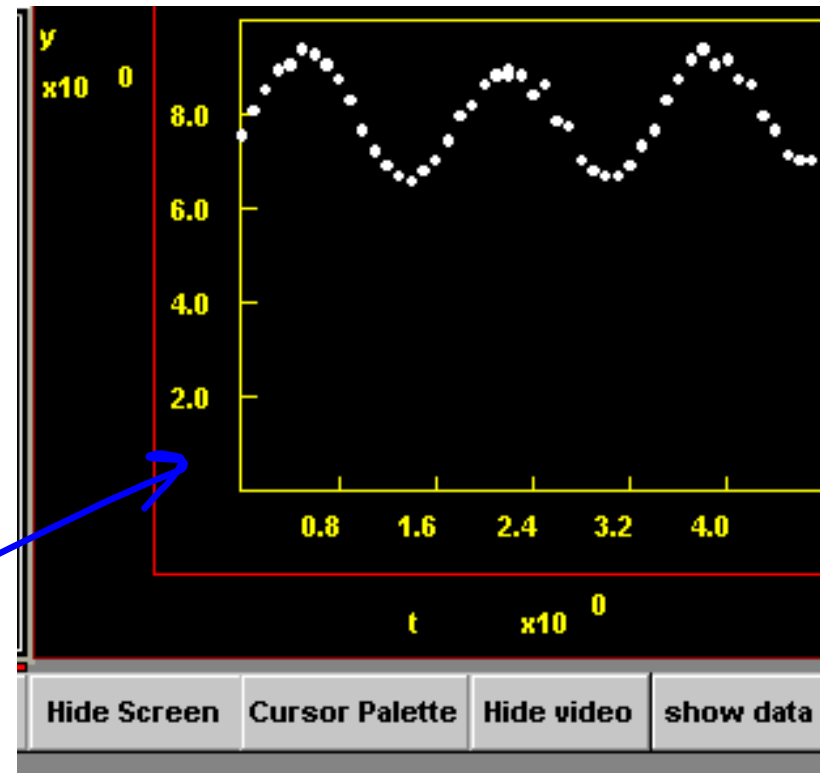 y
x10 0
8.0
6.0
4.0
2.0
0.8 1.6 2.4 3.2 4.0
t x10 0
Hide Screen Cursor Palette Hide video show data